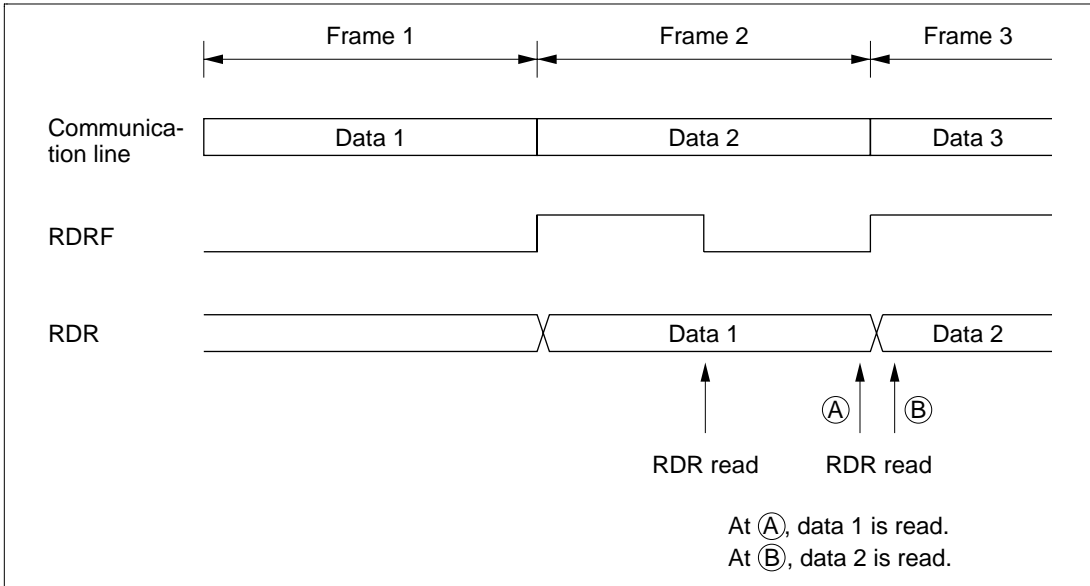 Frame 1 Frame 2 Frame 3
Communica-
tion line
Data 1 Data 2 Data 3
RDRF
RDR
Data 1 Data 2
A B
RDR read RDR read
At A, data 1 is read.
At B, data 2 is read.